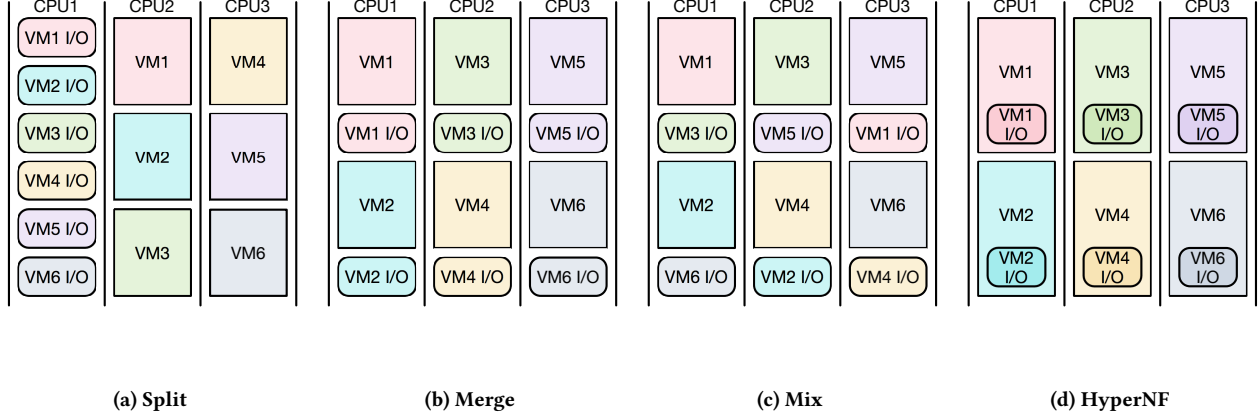 CPU1 CPU2 CPU3
VM1 I/O
VM2 I/O
VM3 I/O
VM4 I/O
VM5 I/O
VM6 I/O
VM1
VM2
VM3
VM4
VM5
VM6
(a) Split
CPU1 CPU2 CPU3
VM1 VM3 VM5
VM1 I/O VM3 I/O VM5 I/O
VM2 VM4 VM6
VM2 I/O VM4 I/O VM6 I/O
(b) Merge
CPU1 CPU2 CPU3
VM1 VM3 VM5
VM3 I/O VM5 I/O VM1 I/O
VM2 VM4 VM6
VM6 I/O VM2 I/O VM4 I/O
(c) Mix
CPU1 CPU2 CPU3
VM1 VM3 VM5
VM1 VM3 VM5
I/O I/O I/O
VM2 VM4 VM6
VM2 VM4 VM6
I/O I/O I/O
(d) HyperNF